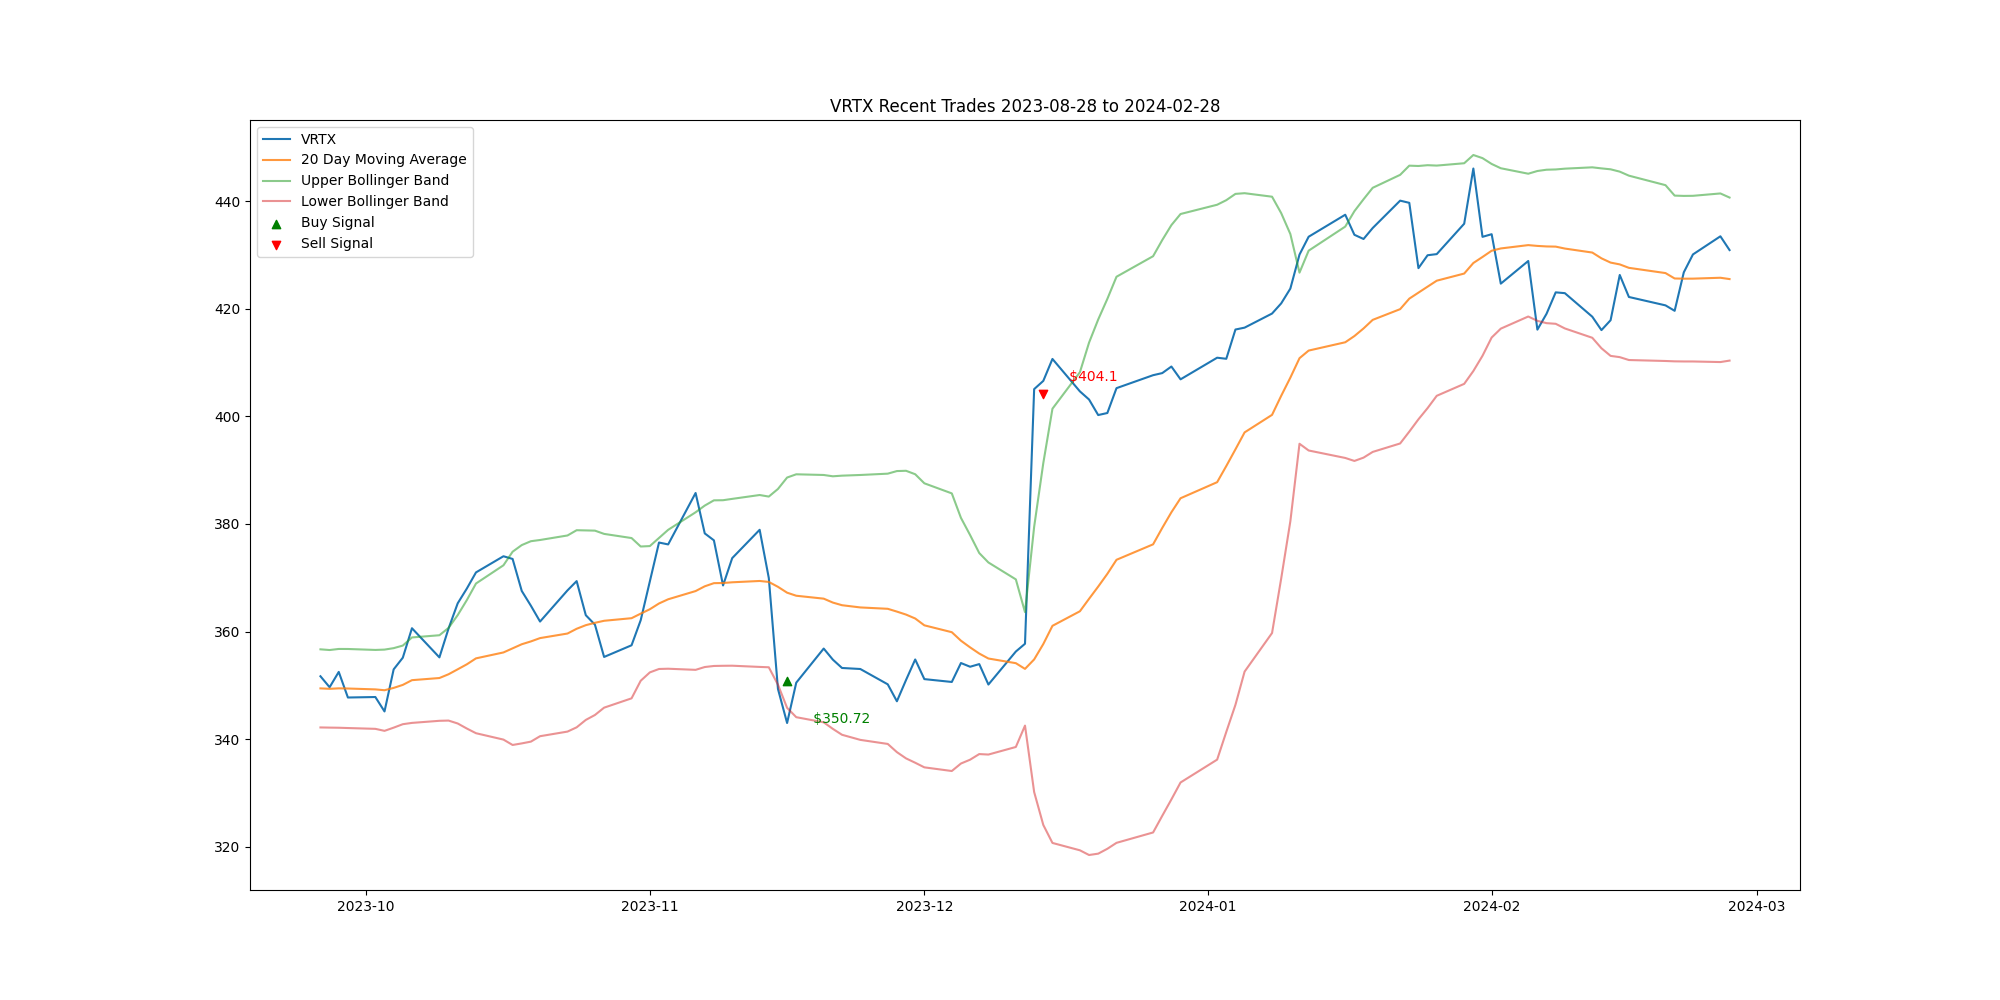 VRTX Recent Trades 2023-08-28 to 2024-02-28
VRTX
20 Day Moving Average
Upper Bollinger Band
Lower Bollinger Band
Buy Signal
Sell Signal
440
420
400
380
360
340
320
$404.1
$350.72
2023-10
2023-11
2023-12
2024-01
2024-02
2024-03